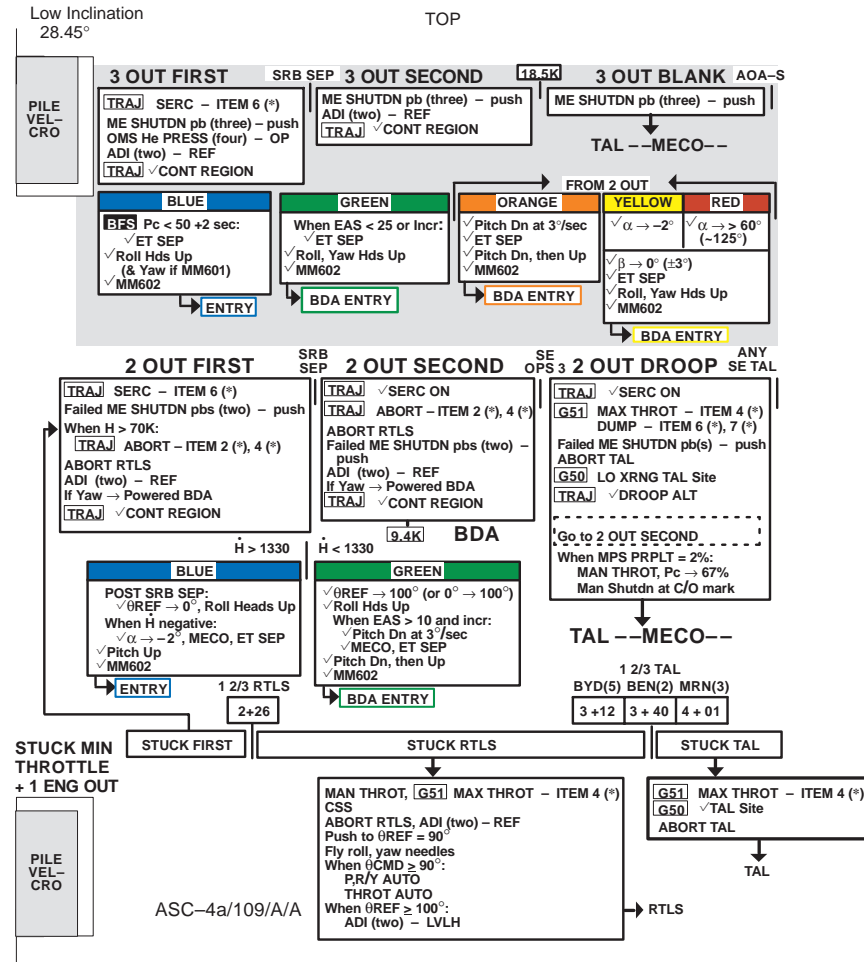 Low Inclination
28.45°
TOP
PILE
VEL–
CRO
3 OUT FIRST
SRB SEP
3 OUT SECOND
18.5K
3 OUT BLANK
AOA–S
TRAJ SERC – ITEM 6 (*)
ME SHUTDN pb (three) – push
OMS He PRESS (four) – OP
ADI (two) – REF
TRAJ √CONT REGION
ME SHUTDN pb (three) – push
ADI (two) – REF
TRAJ √CONT REGION
ME SHUTDN pb (three) – push
TAL ––MECO––
FROM 2 OUT
BLUE
BFS Pc < 50 +2 sec:
√ET SEP
√Roll Hds Up
(& Yaw if MM601)
√MM602
ENTRY
GREEN
When EAS < 25 or Incr:
√ET SEP
√Roll, Yaw Hds Up
√MM602
BDA ENTRY
ORANGE
√Pitch Dn at 3°/sec
√ET SEP
√Pitch Dn, then Up
√MM602
BDA ENTRY
YELLOW
RED
√α → –2°
√α → > 60°
(~125°)
√β → 0° (±3°)
√ET SEP
√Roll, Yaw Hds Up
√MM602
BDA ENTRY
2 OUT FIRST
SRB
SEP
2 OUT SECOND
SE
OPS 3
2 OUT DROOP
ANY
SE TAL
TRAJ SERC – ITEM 6 (*)
Failed ME SHUTDN pbs (two) – push
When H > 70K:
TRAJ ABORT – ITEM 2 (*), 4 (*)
ABORT RTLS
ADI (two) – REF
If Yaw → Powered BDA
TRAJ √CONT REGION
TRAJ √SERC ON
TRAJ ABORT – ITEM 2 (*), 4 (*)
ABORT RTLS
Failed ME SHUTDN pbs (two) –
push
ADI (two) – REF
If Yaw → Powered BDA
TRAJ √CONT REGION
9.4K
BDA
TRAJ √SERC ON
G51 MAX THROT – ITEM 4 (*)
DUMP – ITEM 6 (*), 7 (*)
Failed ME SHUTDN pb(s) – push
ABORT TAL
G50 LO XRNG TAL Site
TRAJ √DROOP ALT
Go to 2 OUT SECOND
When MPS PRPLT = 2%:
MAN THROT, Pc → 67%
Man Shutdn at C/O mark
TAL ––MECO––
Ḣ > 1330
Ḣ < 1330
BLUE
POST SRB SEP:
√θREF → 0°, Roll Heads Up
When Ḣ negative:
√α → –2°, MECO, ET SEP
√Pitch Up
√MM602
ENTRY
GREEN
√θREF → 100° (or 0° → 100°)
√Roll Hds Up
When EAS > 10 and incr:
√Pitch Dn at 3°/sec
√MECO, ET SEP
√Pitch Dn, then Up
√MM602
BDA ENTRY
1 2/3 RTLS
2+26
1 2/3 TAL
BYD(5) BEN(2) MRN(3)
3 +12 3 + 40 4 + 01
STUCK MIN
THROTTLE
+ 1 ENG OUT
STUCK FIRST
STUCK RTLS
STUCK TAL
MAN THROT, G51 MAX THROT – ITEM 4 (*)
CSS
ABORT RTLS, ADI (two) – REF
Push to θREF = 90°
Fly roll, yaw needles
When θCMD ≥ 90°:
P,R/Y AUTO
THROT AUTO
When θREF ≥ 100°:
ADI (two) – LVLH
RTLS
G51 MAX THROT – ITEM 4 (*)
G50 √TAL Site
ABORT TAL
TAL
PILE
VEL–
CRO
ASC–4a/109/A/A